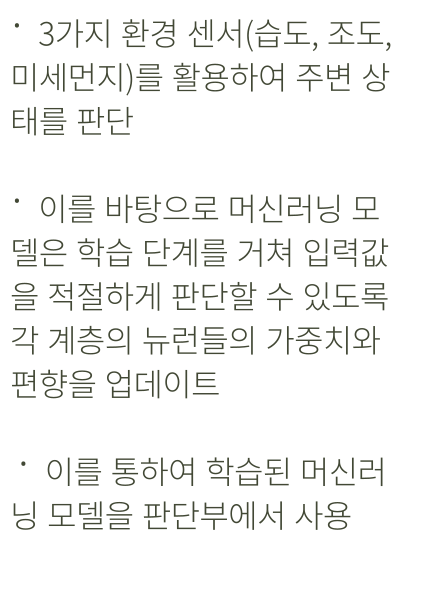 · 3가지 환경 센서(습도, 조도,
미세먼지)를 활용하여 주변 상
태를 판단
· 이를 바탕으로 머신러닝 모
델은 학습 단계를 거쳐 입력값
을 적절하게 판단할 수 있도록
각 계층의 뉴런들의 가중치와
편향을 업데이트
· 이를 통하여 학습된 머신러
닝 모델을 판단부에서 사용